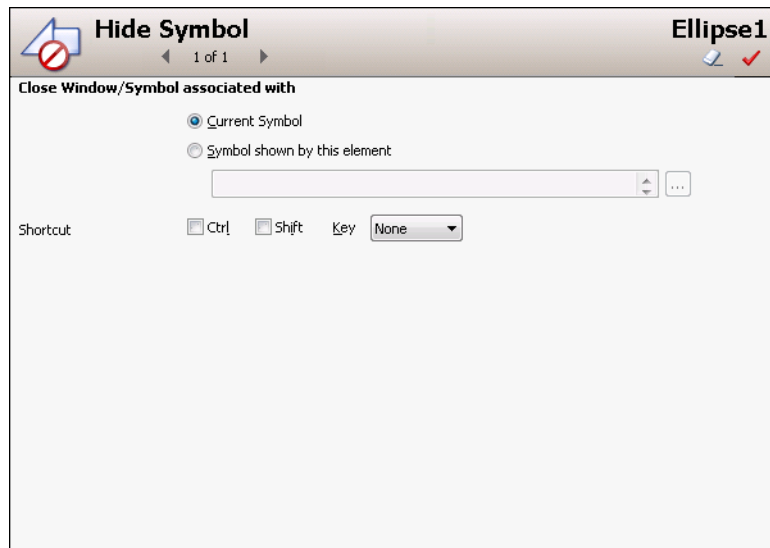 Hide Symbol
Ellipse1
1 of 1
Close Window/Symbol associated with
Current Symbol
Symbol shown by this element
...
Shortcut Ctrl Shift Key None